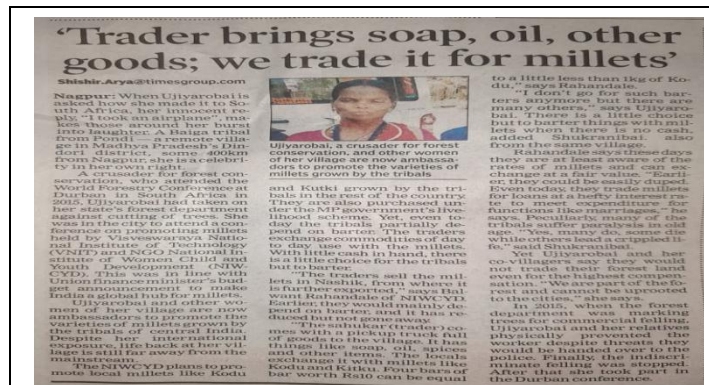 'Trader brings soap, oil, other
goods; we trade it for millets'
Shishir.Arya@timesgroup.com
Nagpur: When Ujiyarobai is
asked how she made it to So-
uth Africa, her innocent re-
ply, "I took an airplane", ma-
kes those around her burst
into laughter. A Baiga tribal
from Pondi — a remote villa-
ge in Madhya Pradesh's Din-
dori district, some 400km
from Nagpur, she is a celebri-
ty in her own right.
A crusader for forest con-
servation, who attended the
World Forestry Conference at
Durban in South Africa in
2015, Ujiyarobai had taken on
her state's forest department
against cutting of trees. She
was in the city to attend a con-
ference on promoting millets
held by Visvesvaraya Natio-
nal Institute of Technology
(VNIT) and NGO National In-
stitute of Women Child and
Youth Development (NIW-
CYD). This was in line with
Union finance minister's bud-
get announcement to make
India a global hub for millets.
Ujiyarobai and other wo-
men of her village are now
ambassadors to promote the
varieties of millets grown by
the tribals of central India.
Despite her international
exposure, life back at her vil-
lage is still far away from the
mainstream.
The NIWCYD plans to pro-
mote local millets like Kodu
Ujiyarobai, a crusader for forest
conservation, and other women
of her village are now ambassa-
dors to promote the varieties of
millets grown by the tribals
and Kutki grown by the tri-
bals in the rest of the country.
They are also purchased un-
der the MP government's live-
lihood scheme. Yet, even to-
day the tribals partially de-
pend on barter. The traders
exchange commodities of day
to day use with the millets.
With little cash in hand, there
is a little choice for the tribals
but to barter.
"The traders sell the mil-
lets in Nashik, from where it
is further exported," says Bal-
want Rahandale of NIWCYD.
Earlier, they would mainly de-
pend on barter, and it has re-
duced but not gone away.
"The sahukar (trader) co-
mes with a pickup truck full
of goods to the village. It has
things like soap, oil, spices
and other items. The locals
exchange it with millets like
Kodu and Kitku. Four bars of
bar worth Rs10 can be equal
to a little less than 1kg of Ko-
du," says Rahandale.
"I don't go for such bar-
ters anymore but there are
many others," says Ujiyaro-
bai. There is a little choice
but to barter things with mil-
lets when there is no cash,
added Shukranibai, also
from the same village.
Rahandale says these days
they are at least aware of the
rates of millets and can ex-
change at a fair value. "Earli-
er, they could be easily duped.
Even today, they trade millets
for loans at a hefty interest ra-
te to meet expenditure for
functions like marriages," he
says. Peculiarly, many of the
tribals suffer paralysis in old
age. "Yes, many do, some die
while others lead a crippled li-
fe," said Shukranibai.
Yet Ujiyarobai and her
co-villagers say they would
not trade their forest land
even for the highest compen-
sation. "We are part of the fo-
rest and cannot be uprooted
to the cities," she says.
In 2015, when the forest
department was marking
trees for commercial felling,
Ujiyarobai and her relatives
physically prevented the
worker despite threats they
would be handed over to the
police. Finally, the indiscri-
minate felling was stopped.
After that she took part in
the Durban conference.